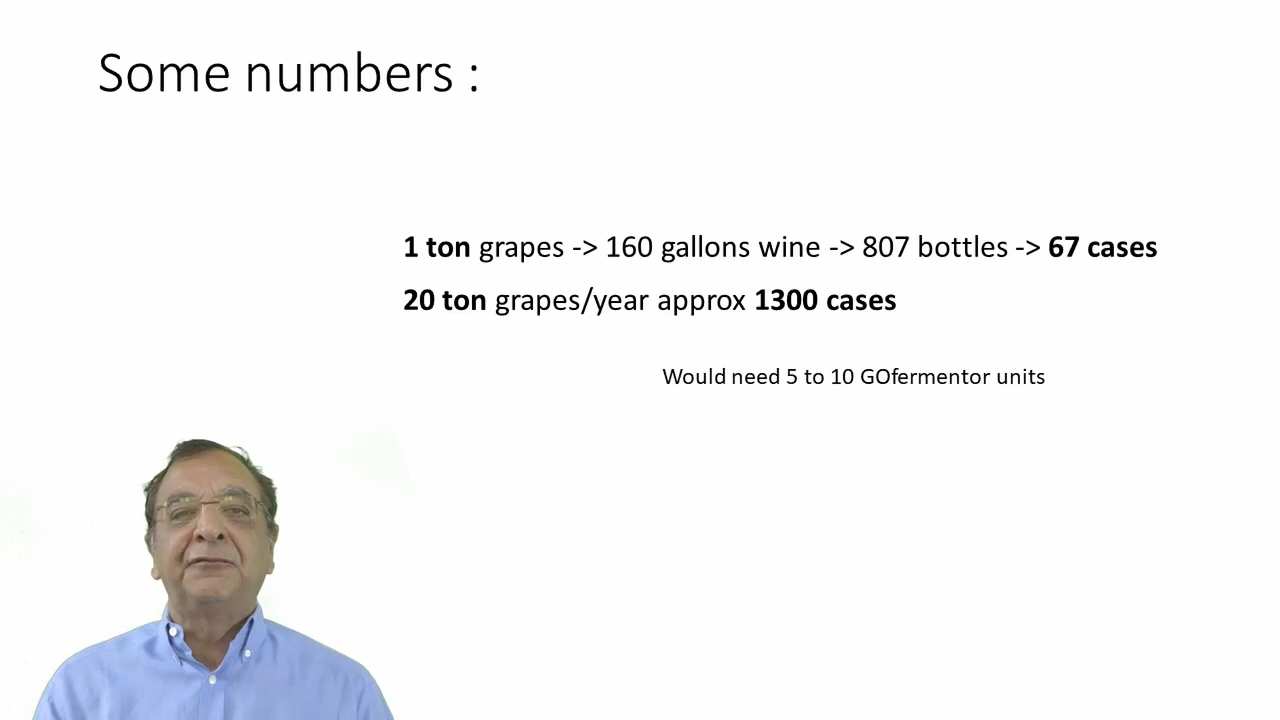 Some numbers :
1 ton grapes -> 160 gallons wine -> 807 bottles -> 67 cases
20 ton grapes/year approx 1300 cases
Would need 5 to 10 GOfermentor units